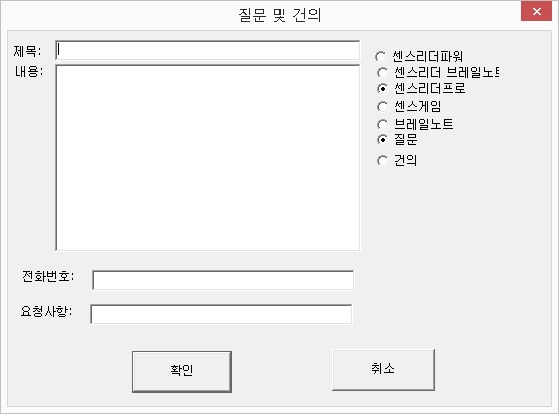 질문 및 건의
제목:
내용:
센스리더파워
센스리더 브레일노트
센스리더프로
센스게임
브레일노트
질문
건의
전화번호:
요청사항:
확인
취소